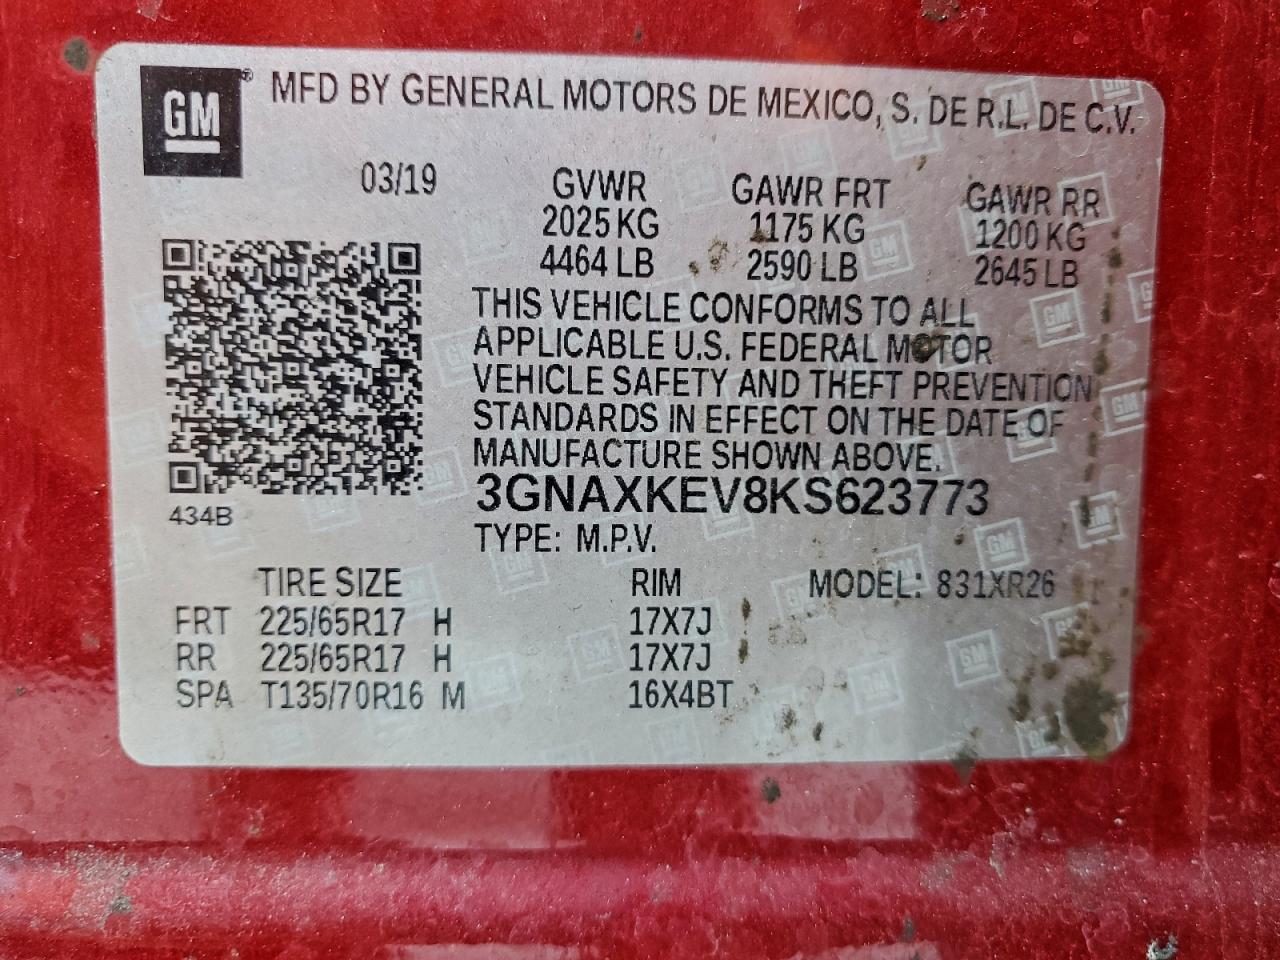 GM® MFD BY GENERAL MOTORS DE MEXICO, S. DE R.L. DE C.V.
03/19 GVWR GAWR FRT GAWR RR
2025 KG 1175 KG 1200 KG
4464 LB 2590 LB 2645 LB
THIS VEHICLE CONFORMS TO ALL
APPLICABLE U.S. FEDERAL MOTOR
VEHICLE SAFETY AND THEFT PREVENTION
STANDARDS IN EFFECT ON THE DATE OF
MANUFACTURE SHOWN ABOVE.
3GNAXKEV8KS623773
434B
TYPE: M.P.V.
TIRE SIZE RIM MODEL: 831XR26
FRT 225/65R17 H 17X7J
RR 225/65R17 H 17X7J
SPA T135/70R16 M 16X4BT